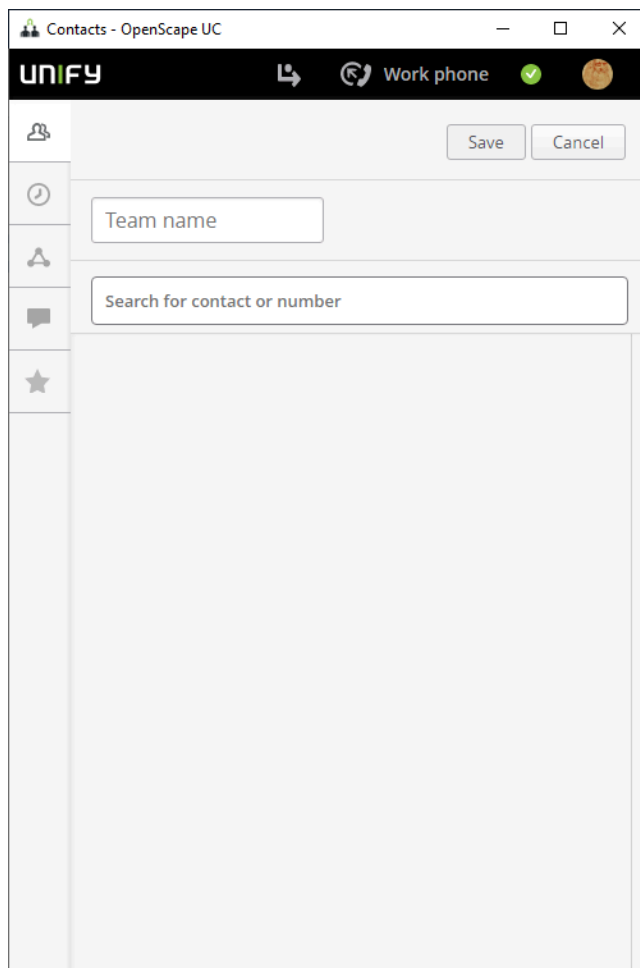 Contacts - OpenScape UC
UNIFY
Work phone
Save
Cancel
Team name
Search for contact or number